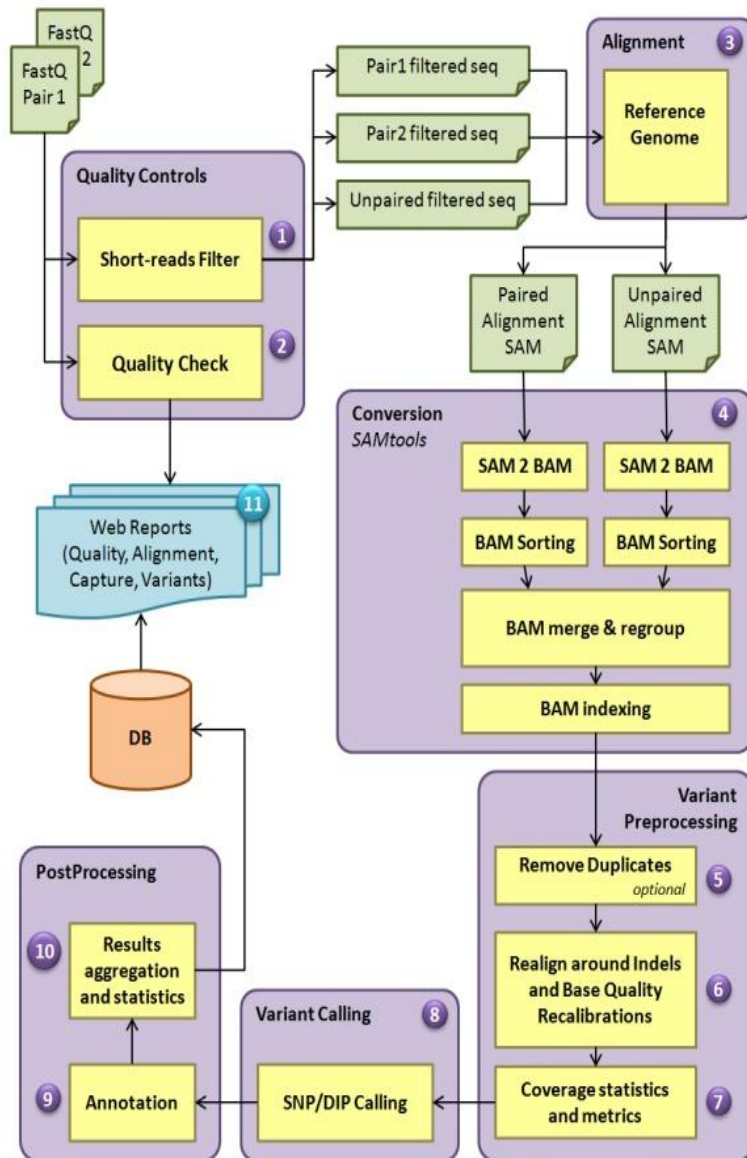 FastQ
2
FastQ
Pair 1
Pair1 filtered seq
Pair2 filtered seq
Unpaired filtered seq
Alignment
3
Reference
Genome
Quality Controls
1
Short-reads Filter
2
Quality Check
Paired
Alignment
SAM
Unpaired
Alignment
SAM
Conversion
SAMtools
4
SAM 2 BAM
SAM 2 BAM
BAM Sorting
BAM Sorting
BAM merge & regroup
BAM indexing
11
Web Reports
(Quality, Alignment,
Capture, Variants)
DB
Variant
Preprocessing
Remove Duplicates
optional
5
Realign around Indels
and Base Quality
Recalibrations
6
Coverage statistics
and metrics
7
Variant Calling
8
SNP/DIP Calling
PostProcessing
10
Results
aggregation
and statistics
9
Annotation